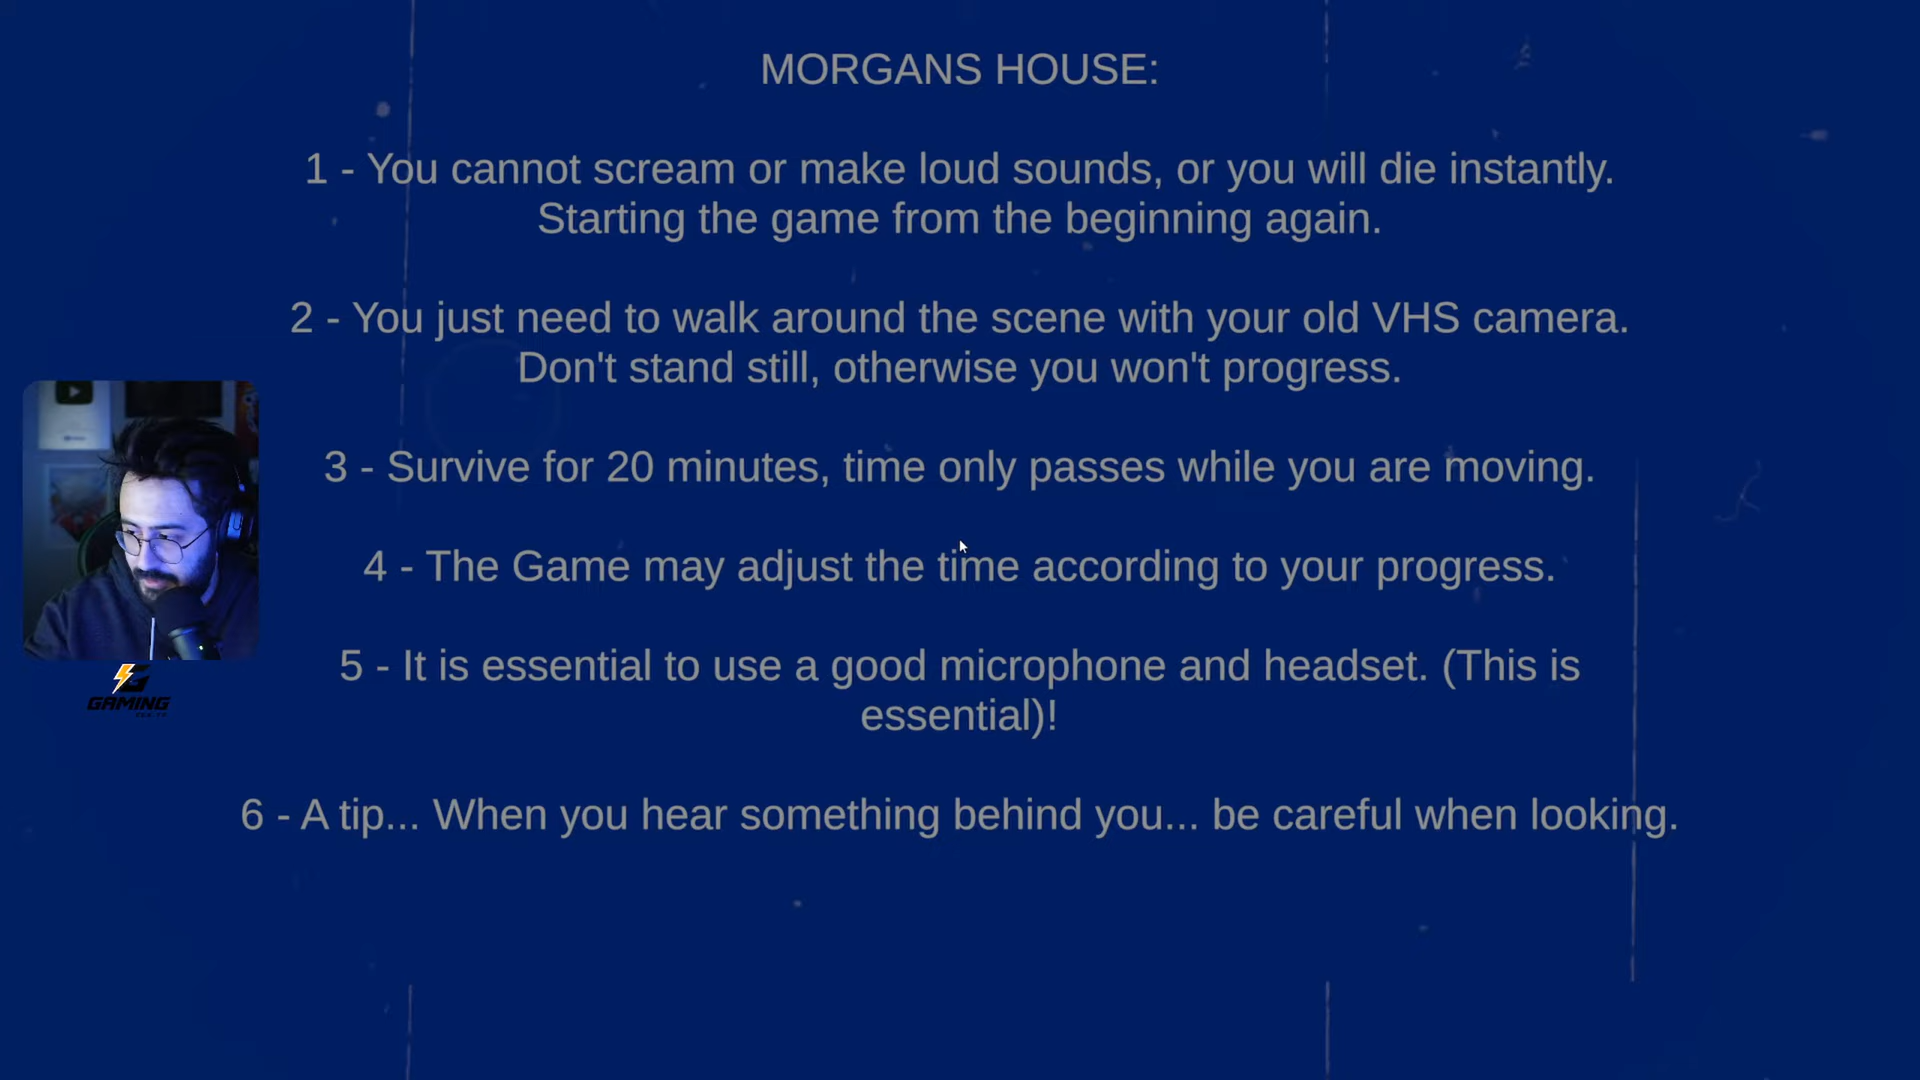 MORGANS HOUSE:
1 - You cannot scream or make loud sounds, or you will die instantly.
Starting the game from the beginning again.
2 - You just need to walk around the scene with your old VHS camera.
Don't stand still, otherwise you won't progress.
3 - Survive for 20 minutes, time only passes while you are moving.
4 - The Game may adjust the time according to your progress.
5 - It is essential to use a good microphone and headset. (This is
essential)!
6 - A tip... When you hear something behind you... be careful when looking.
GAMING